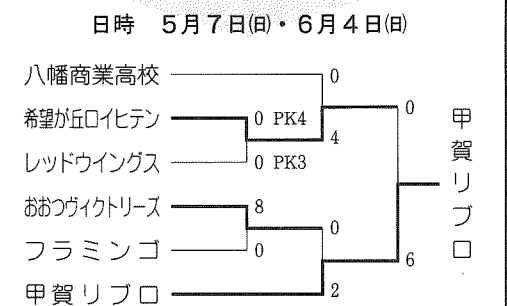 日時　5月7日㈰・6月4日㈰
八幡商業高校
0
希望が丘ロイヒテン
0 PK4
4
0
レッドウイングス
0 PK3
おおつヴィクトリーズ
8
0
フラミンゴ
0
6
甲賀リブロ
2
甲賀リブロ